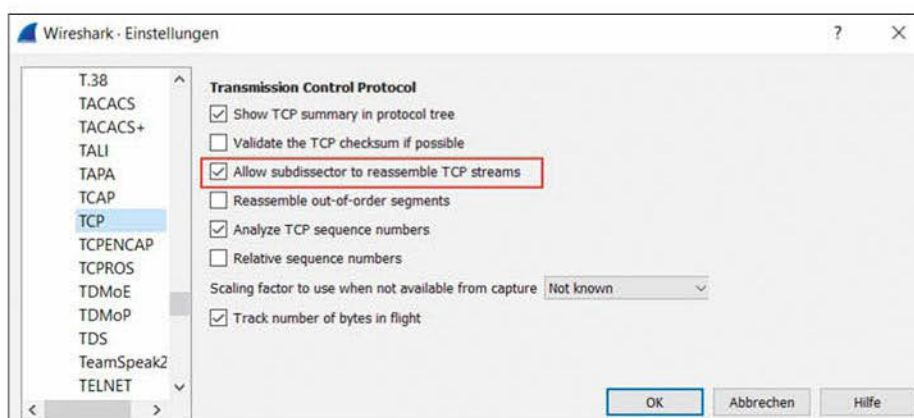 Wireshark · Einstellungen
?
T.38
TACACS
TACACS+
TALI
TAPA
TCAP
TCP
TCPENCAP
TCPROS
TDMoE
TDMoP
TDS
TeamSpeak2
TELNET
Transmission Control Protocol
Show TCP summary in protocol tree
Validate the TCP checksum if possible
Allow subdissector to reassemble TCP streams
Reassemble out-of-order segments
Analyze TCP sequence numbers
Relative sequence numbers
Scaling factor to use when not available from capture Not known
Track number of bytes in flight
OK Abbrechen Hilfe